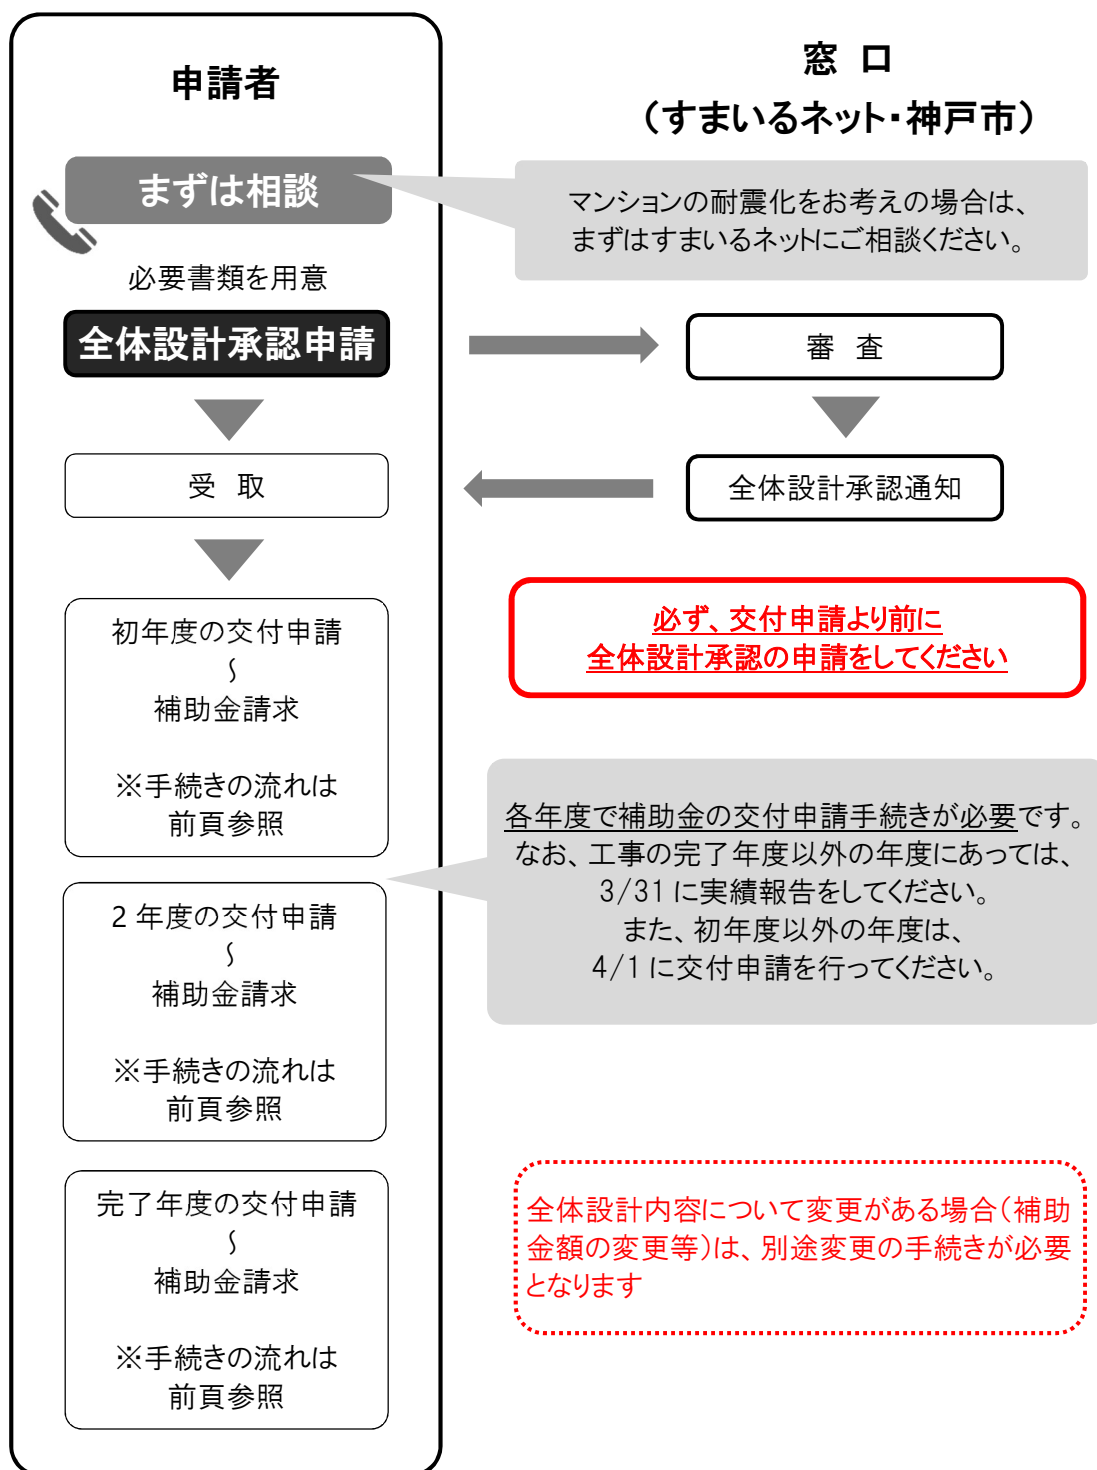 申請者
窓 口
（すまいるネット・神戸市）
まずは相談
マンションの耐震化をお考えの場合は、
まずはすまいるネットにご相談ください。
必要書類を用意
全体設計承認申請
審 査
受 取
全体設計承認通知
必ず、交付申請より前に
全体設計承認の申請をしてください
初年度の交付申請
～
補助金請求
※手続きの流れは
前頁参照
各年度で補助金の交付申請手続きが必要です。
なお、工事の完了年度以外の年度にあっては、
3/31に実績報告をしてください。
また、初年度以外の年度は、
4/1に交付申請を行ってください。
2年度の交付申請
～
補助金請求
※手続きの流れは
前頁参照
完了年度の交付申請
～
補助金請求
※手続きの流れは
前頁参照
全体設計内容について変更がある場合（補助
金額の変更等）は、別途変更の手続きが必要
となります